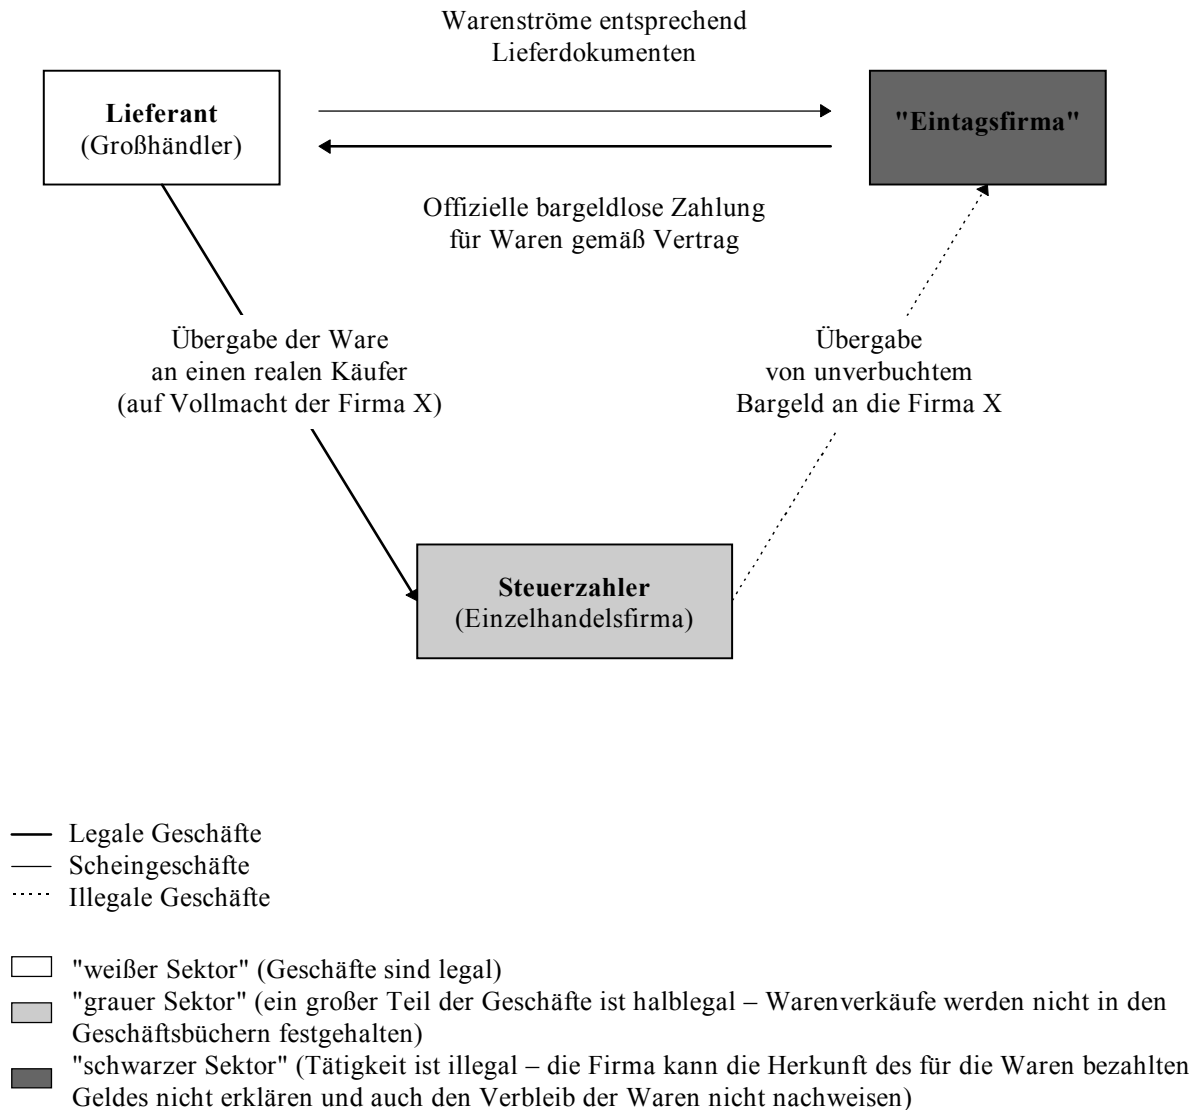 Warenströme entsprechend
Lieferdokumenten
Lieferant
(Großhändler)
"Eintagsfirma"
Offizielle bargeldlose Zahlung
für Waren gemäß Vertrag
Übergabe der Ware
an einen realen Käufer
(auf Vollmacht der Firma X)
Übergabe
von unverbuchtem
Bargeld an die Firma X
Steuerzahler
(Einzelhandelsfirma)
Legale Geschäfte
Scheingeschäfte
Illegale Geschäfte
"weißer Sektor" (Geschäfte sind legal)
"grauer Sektor" (ein großer Teil der Geschäfte ist halblegal – Warenverkäufe werden nicht in den
Geschäftsbüchern festgehalten)
"schwarzer Sektor" (Tätigkeit ist illegal – die Firma kann die Herkunft des für die Waren bezahlten
Geldes nicht erklären und auch den Verbleib der Waren nicht nachweisen)